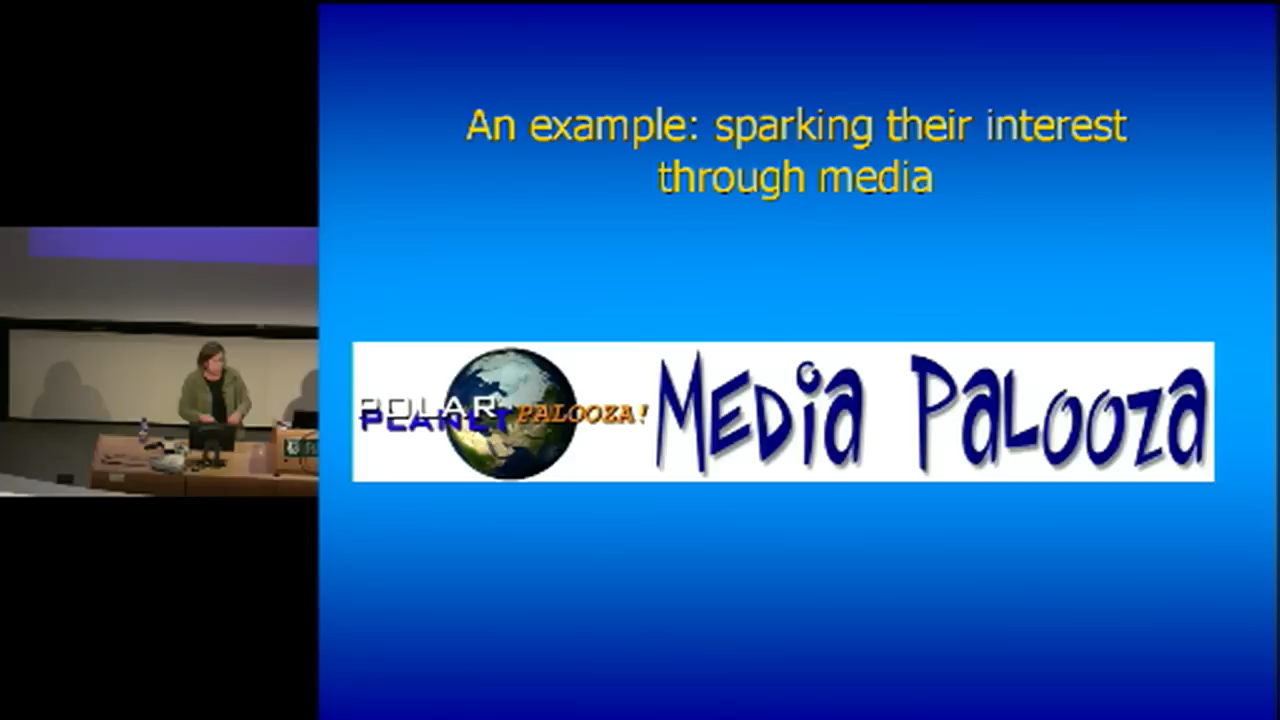 An example: sparking their interest
through media
POLAR
PLANET PALOOZA!
MEDIA PALOOZA